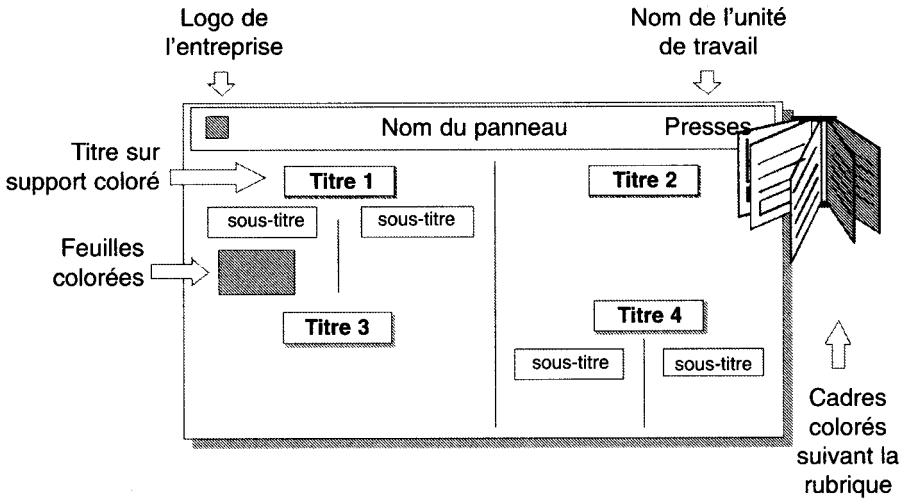 Logo de
l'entreprise
Nom de l'unité
de travail
Nom du panneau
Presses
Titre sur
support coloré
Titre 1
Titre 2
sous-titre
sous-titre
Feuilles
colorées
Titre 3
Titre 4
sous-titre
sous-titre
Cadres
colorés
suivant la
rubrique